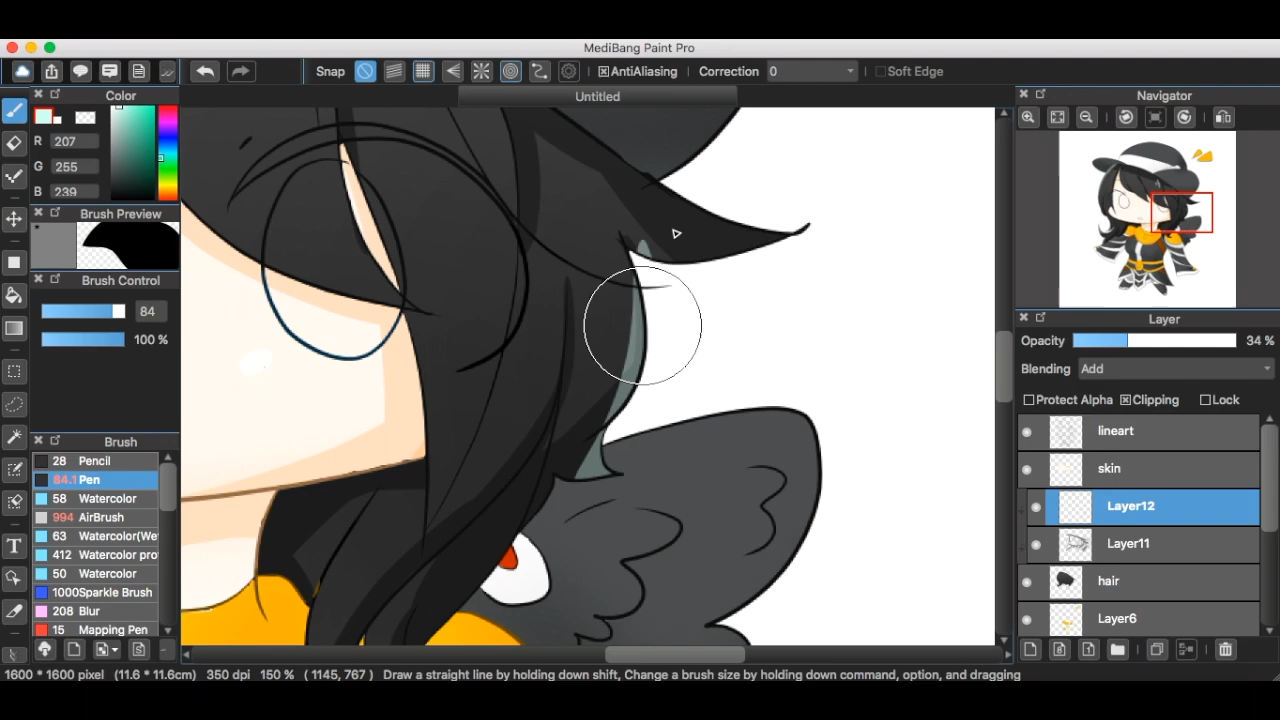 MediBang Paint Pro
Snap AntiAliasing Correction 0 Soft Edge
Untitled
Color
R 207
G 255
B 239
Brush Preview
Brush Control
84
100 %
Brush
28 Pencil
84.1 Pen
58 Watercolor
994 AirBrush
63 Watercolor(We
412 Watercolor pro
50 Watercolor
1000 Sparkle Brush
208 Blur
15 Mapping Pen
Navigator
Layer
Opacity 34 %
Blending Add
Protect Alpha Clipping Lock
lineart
skin
Layer12
Layer11
hair
Layer6
1600 * 1600 pixel (11.6 * 11.6cm) 350 dpi 150 % ( 1145, 767 ) Draw a straight line by holding down shift, Change a brush size by holding down command, option, and dragging